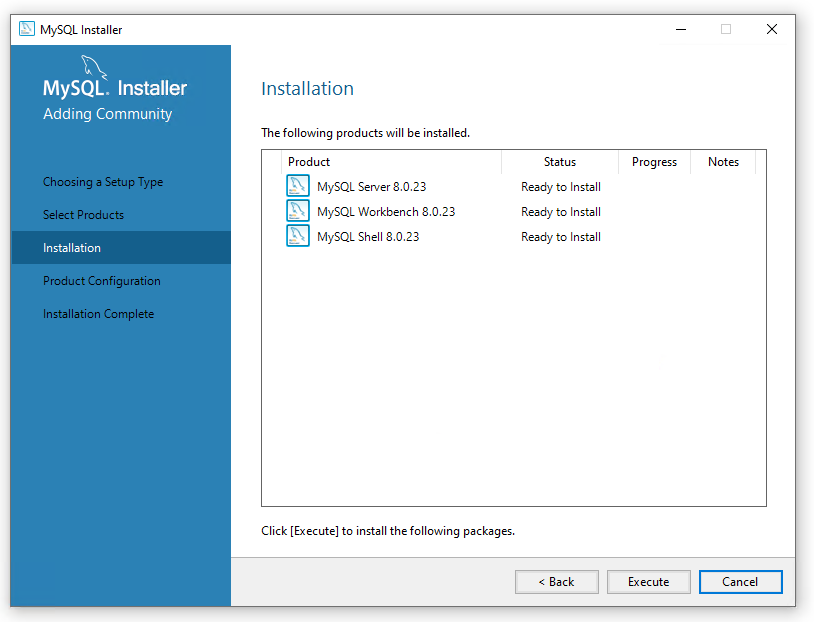 MySQL Installer
MySQL. Installer
Adding Community
Choosing a Setup Type
Select Products
Installation
Product Configuration
Installation Complete
Installation
The following products will be installed.
Product Status Progress Notes
MySQL Server 8.0.23 Ready to Install
MySQL Workbench 8.0.23 Ready to Install
MySQL Shell 8.0.23 Ready to Install
Click [Execute] to install the following packages.
< Back Execute Cancel